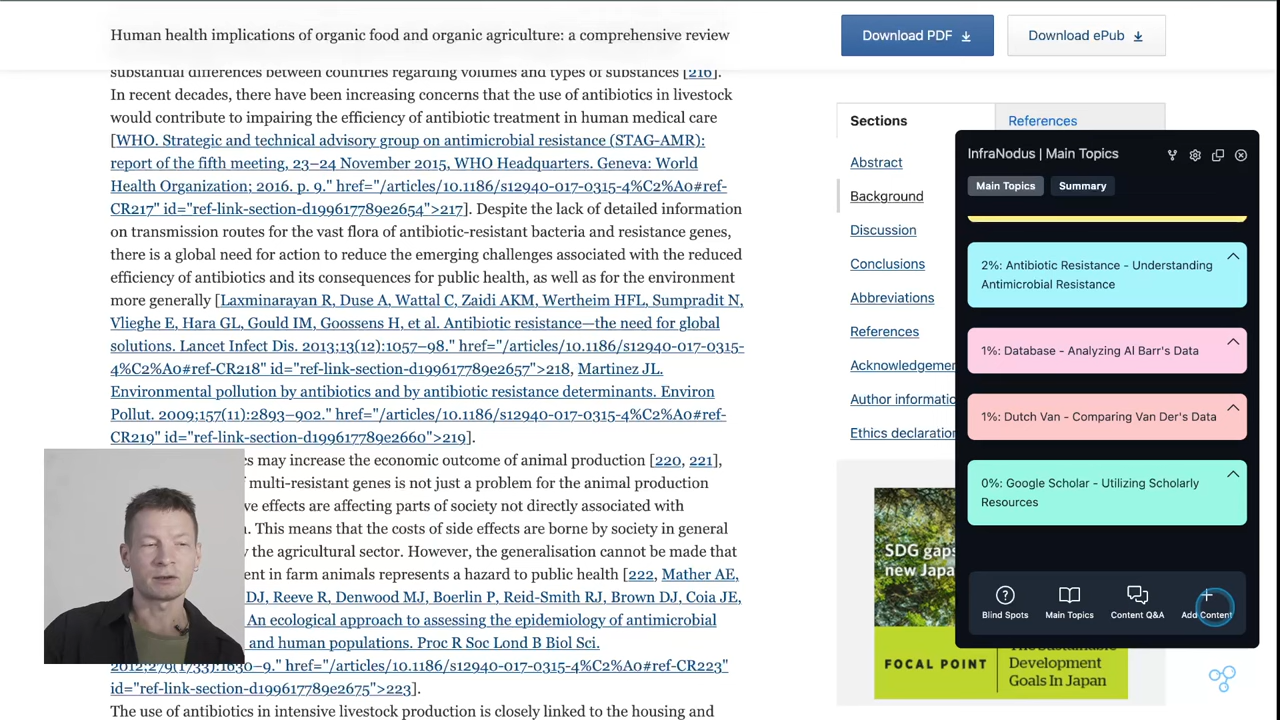 Human health implications of organic food and organic agriculture: a comprehensive review
Download PDF
Download ePub
substantial differences between countries regarding volumes and types of substances [216].
In recent decades, there have been increasing concerns that the use of antibiotics in livestock
would contribute to impairing the efficiency of antibiotic treatment in human medical care
[WHO. Strategic and technical advisory group on antimicrobial resistance (STAG-AMR):
report of the fifth meeting, 23–24 November 2015, WHO Headquarters. Geneva: World
Health Organization; 2016. p. 9." href="/articles/10.1186/s12940-017-0315-4%C2%A0#ref-
CR217" id="ref-link-section-d199617789e2654">217]. Despite the lack of detailed information
on transmission routes for the vast flora of antibiotic-resistant bacteria and resistance genes,
there is a global need for action to reduce the emerging challenges associated with the reduced
efficiency of antibiotics and its consequences for public health, as well as for the environment
more generally [Laxminarayan R, Duse A, Wattal C, Zaidi AKM, Wertheim HFL, Sumpradit N,
Vlieghe E, Hara GL, Gould IM, Goossens H, et al. Antibiotic resistance—the need for global
solutions. Lancet Infect Dis. 2013;13(12):1057–98." href="/articles/10.1186/s12940-017-0315-
4%C2%A0#ref-CR218" id="ref-link-section-d199617789e2657">218, Martinez JL.
Environmental pollution by antibiotics and by antibiotic resistance determinants. Environ
Pollut. 2009;157(11):2893–902." href="/articles/10.1186/s12940-017-0315-4%C2%A0#ref-
CR219" id="ref-link-section-d199617789e2660">219].
s may increase the economic outcome of animal production [220, 221],
f multi-resistant genes is not just a problem for the animal production
ve effects are affecting parts of society not directly associated with
. This means that the costs of side effects are borne by society in general
y the agricultural sector. However, the generalisation cannot be made that
ent in farm animals represents a hazard to public health [222, Mather AE,
DJ, Reeve R, Denwood MJ, Boerlin P, Reid-Smith RJ, Brown DJ, Coia JE,
An ecological approach to assessing the epidemiology of antimicrobial
and human populations. Proc R Soc Lond B Biol Sci.
2012;279(1733):1630–9." href="/articles/10.1186/s12940-017-0315-4%C2%A0#ref-CR223"
id="ref-link-section-d199617789e2675">223].
The use of antibiotics in intensive livestock production is closely linked to the housing and
Sections
References
Abstract
Background
Discussion
Conclusions
Abbreviations
References
Acknowledgemen
Author informatio
Ethics declaration
SDG gaps
new Japa
FOCAL POINT
The Sustainable
Development
Goals In Japan
InfraNodus | Main Topics
Main Topics
Summary
2%: Antibiotic Resistance - Understanding
Antimicrobial Resistance
1%: Database - Analyzing Al Barr's Data
1%: Dutch Van - Comparing Van Der's Data
0%: Google Scholar - Utilizing Scholarly
Resources
Blind Spots
Main Topics
Content Q&A
Add Content